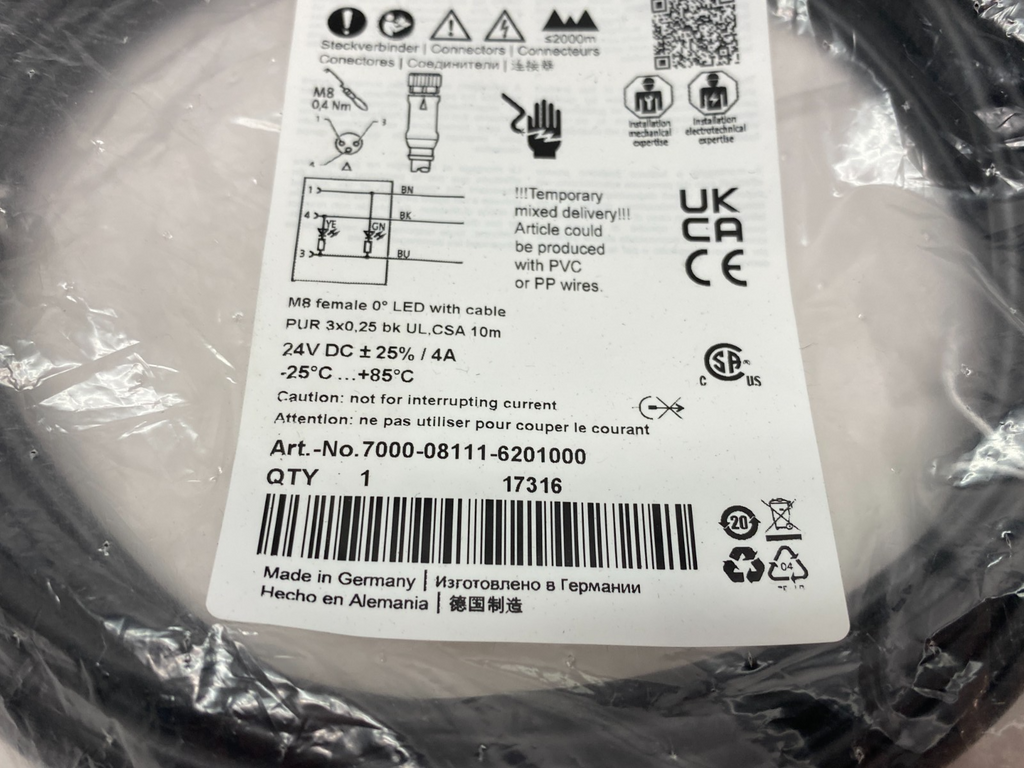 ≤2000m
Steckverbinder | Connectors | Connecteurs
Conectores | Соединители | 连接器
M8
0,4 Nm
1
3
4
Installation
mechanical
expertise
Installation
electrotechnical
expertise
1
BN
4
BK
YE
GN
3
BU
!!!Temporary
mixed delivery!!!
Article could
be produced
with PVC
or PP wires.
UK
CA
CE
M8 female 0° LED with cable
PUR 3x0,25 bk UL,CSA 10m
24V DC ± 25% / 4A
-25°C ...+85°C
C SA US
Caution: not for interrupting current
Attention: ne pas utiliser pour couper le courant
Art.-No.7000-08111-6201000
QTY 1 17316
20
04
Made in Germany | Изготовлено в Германии
Hecho en Alemania | 德国制造